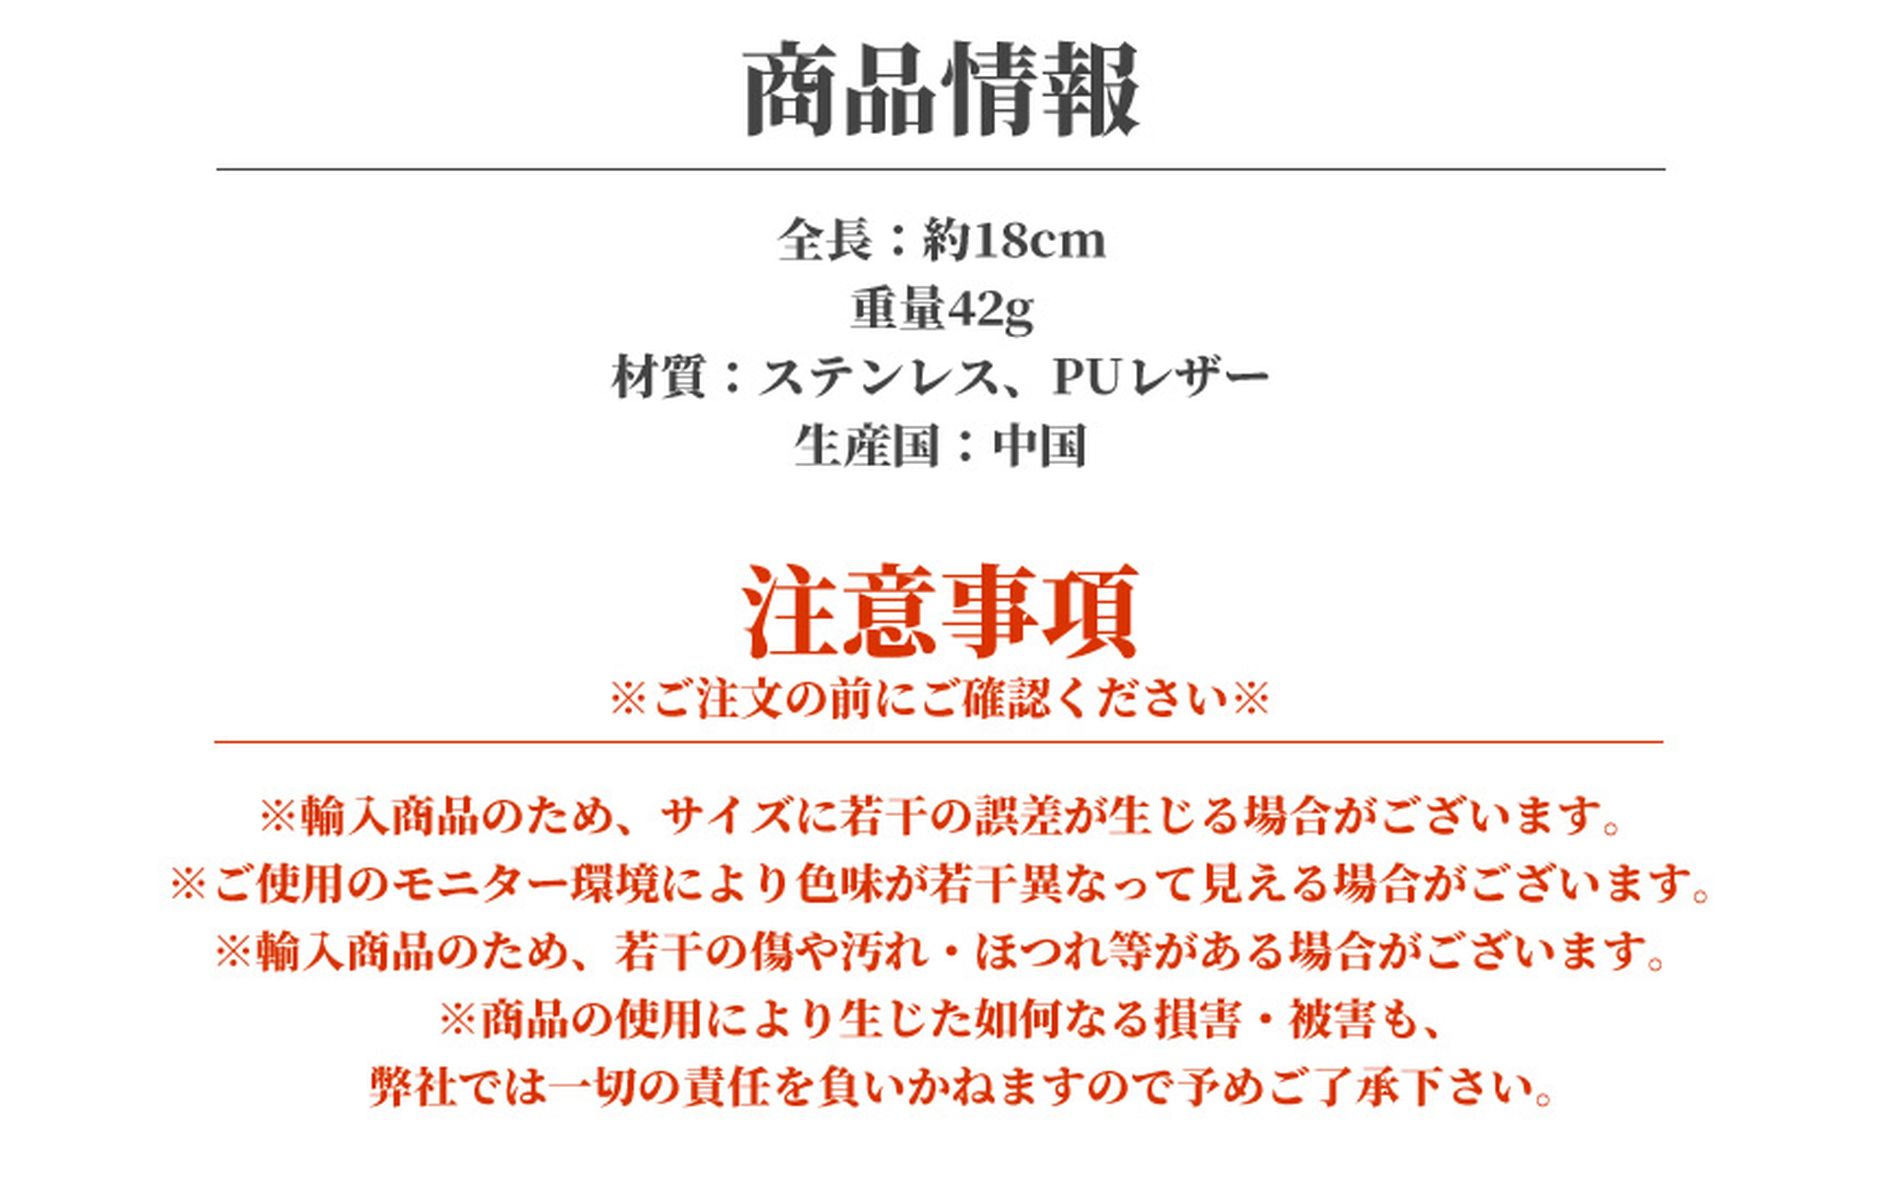 商品情報
全長：約18cm
重量42g
材質：ステンレス、PUレザー
生産国：中国
注意事項
※ご注文の前にご確認ください※
※輸入商品のため、サイズに若干の誤差が生じる場合がございます。
※ご使用のモニター環境により色味が若干異なって見える場合がございます。
※輸入商品のため、若干の傷や汚れ・ほつれ等がある場合がございます。
※商品の使用により生じた如何なる損害・被害も、
弊社では一切の責任を負いかねますので予めご了承下さい。